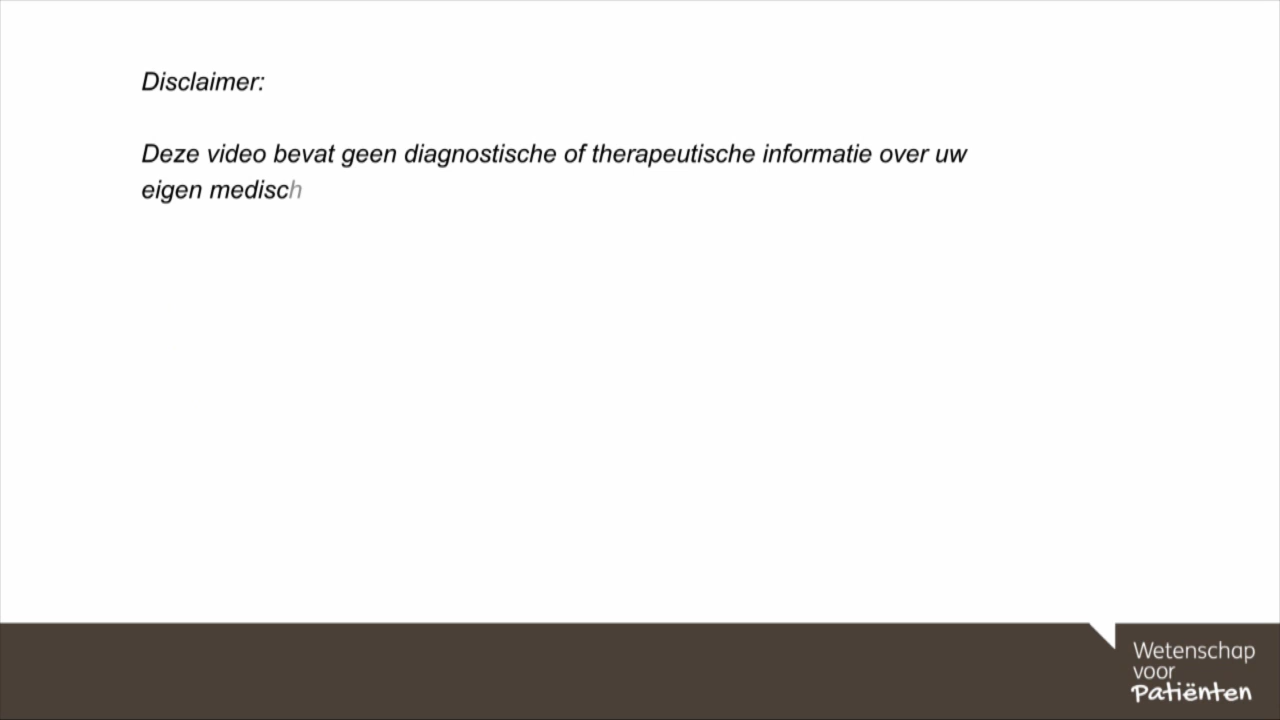 Disclaimer:
Deze video bevat geen diagnostische of therapeutische informatie over uw
eigen medisch
Wetenschap
voor
Patiënten